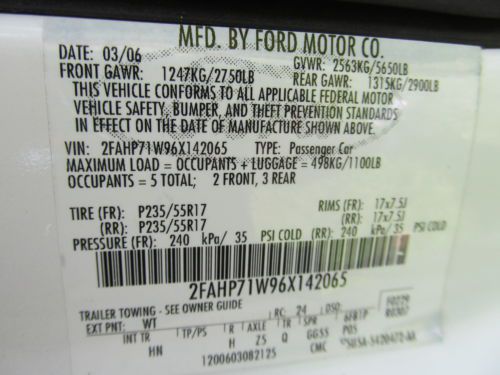 MFD. BY FORD MOTOR CO.
DATE: 03/06 GVWR: 2563KG/5650LB
FRONT GAWR: 1247KG/2750LB REAR GAWR: 1315KG/2900LB
THIS VEHICLE CONFORMS TO ALL APPLICABLE FEDERAL MOTOR
VEHICLE SAFETY, BUMPER, AND THEFT PREVENTION STANDARDS
IN EFFECT ON THE DATE OF MANUFACTURE SHOWN ABOVE.
VIN: 2FAHP71W96X142065 TYPE: Passenger Car
MAXIMUM LOAD = OCCUPANTS + LUGGAGE = 498KG/1100LB
OCCUPANTS = 5 TOTAL; 2 FRONT, 3 REAR
TIRE (FR): P235/55R17 RIMS (FR): 17x7.5J
(RR): P235/55R17 (RR): 17x7.5J
PRESSURE (FR): 240 kPa/ 35 PSI COLD (RR): 240 kPa/ 35 PSI COLD
2FAHP71W96X142065
TRAILER TOWING - SEE OWNER GUIDE
EXT PNT: WT RC: 24 DSO:
INT TR TP/PS R AXLE TR SPR
HN H Z5 Q GG55
1200603082125 CMC